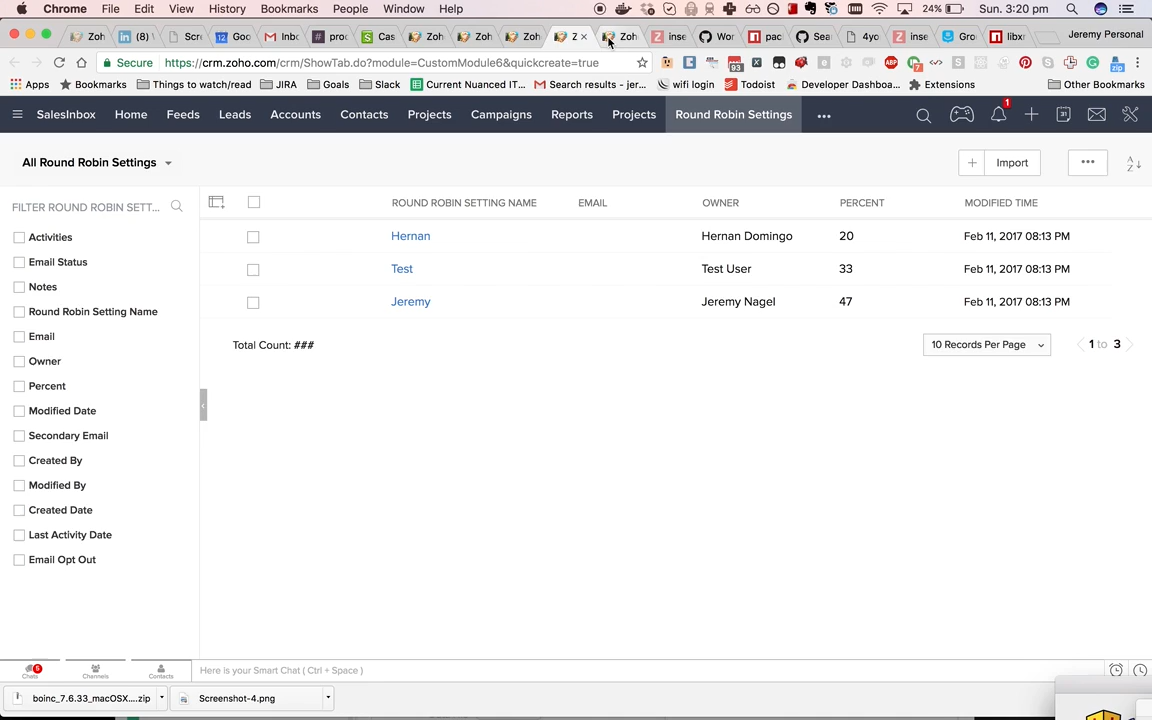 Chrome File Edit View History Bookmarks People Window Help 24% Sun. 3:20 pm
Zoh (8) Scr Goo Inbo proc Cas Zoh Zoh Zoh Z Zoh inse Wor pac Sea 4yo inse Gro libxr Jeremy Personal
Secure https://crm.zoho.com/crm/ShowTab.do?module=CustomModule6&quickcreate=true
Apps Bookmarks Things to watch/read JIRA Goals Slack Current Nuanced IT... Search results - jer... wifi login Todoist Developer Dashboa... Extensions Other Bookmarks
SalesInbox Home Feeds Leads Accounts Contacts Projects Campaigns Reports Projects Round Robin Settings ••• 1
All Round Robin Settings Import •••
FILTER ROUND ROBIN SETT... ROUND ROBIN SETTING NAME EMAIL OWNER PERCENT MODIFIED TIME
Activities
Email Status
Notes
Round Robin Setting Name
Email
Owner
Percent
Modified Date
Secondary Email
Created By
Modified By
Created Date
Last Activity Date
Email Opt Out
Hernan Hernan Domingo 20 Feb 11, 2017 08:13 PM
Test Test User 33 Feb 11, 2017 08:13 PM
Jeremy Jeremy Nagel 47 Feb 11, 2017 08:13 PM
Total Count: ### 10 Records Per Page 1 to 3
5
Chats Channels Contacts Here is your Smart Chat ( Ctrl + Space )
boinc_7.6.33_macOSX....zip Screenshot-4.png